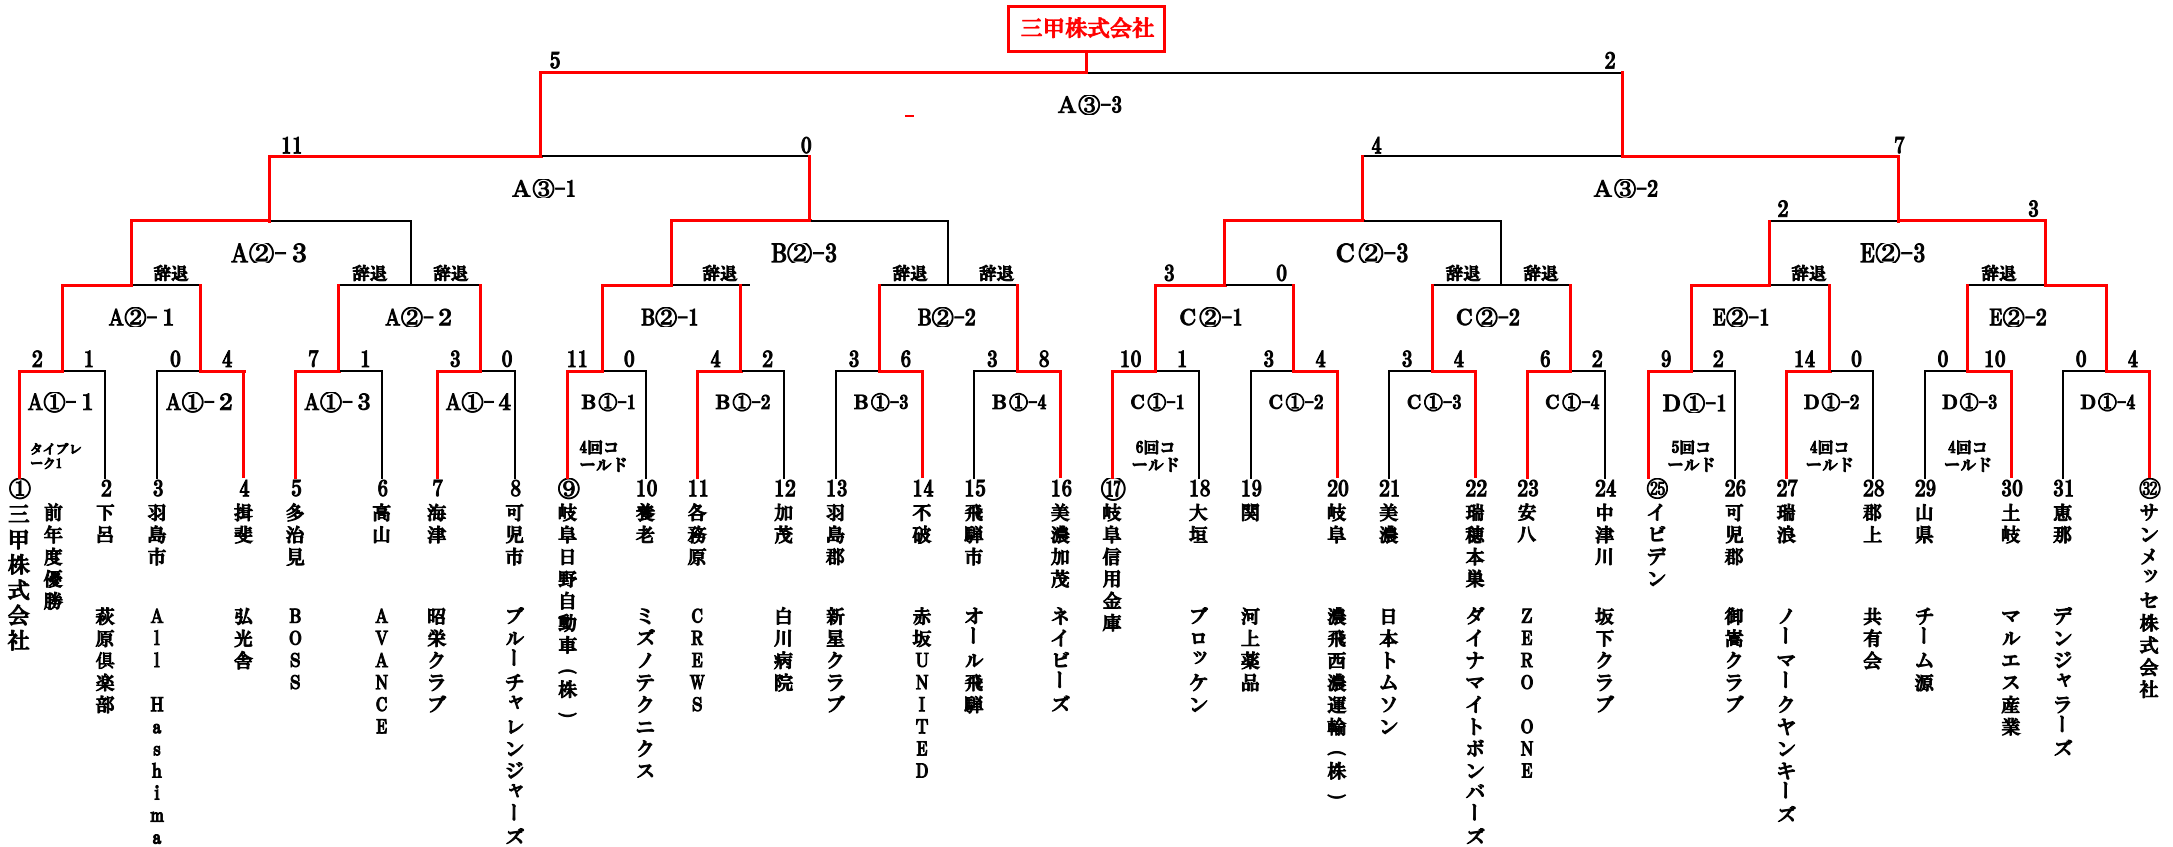 三甲株式会社
5
2
A③-3
11
0
4
7
A③-1
A③-2
2
3
A②-3
B②-3
C②-3
E②-3
辞退
辞退
辞退
辞退
辞退
辞退
3
0
辞退
辞退
辞退
辞退
A②-1
A②-2
B②-1
B②-2
C②-1
C②-2
E②-1
E②-2
2 1
0 4
7 1
3 0
11 0
4 2
3 6
3 8
10 1
3 4
3 4
6 2
9 2
14 0
0 10
0 4
A①-1
A①-2
A①-3
A①-4
B①-1
B①-2
B①-3
B①-4
C①-1
C①-2
C①-3
C①-4
D①-1
D①-2
D①-3
D①-4
タイブレ
ーク1
4回コ
ールド
6回コ
ールド
5回コ
ールド
4回コ
ールド
4回コ
ールド
① 三甲株式会社
前年度優勝
2 下呂 萩原倶楽部
3 羽島市 All Hashima
4 揖斐 弘光舎
5 多治見 BOSS
6 高山 AVANCE
7 海津 昭栄クラブ
8 可児市 ブルーチャレンジャーズ
⑨ 岐阜日野自動車(株)
10 養老 ミズノテクニクス
11 各務原 CREWS
12 加茂 白川病院
13 羽島郡 新星クラブ
14 不破 赤坂UNITED
15 飛騨市 オール飛騨
16 美濃加茂 ネイビーズ
⑰ 岐阜信用金庫
18 大垣 ブロッケン
19 関 河上薬品
20 岐阜 濃飛西濃運輸(株)
21 美濃 日本トムソン
22 瑞穂本巣 ダイナマイトボンバーズ
23 安八 ZERO ONE
24 中津川 坂下クラブ
㉕ イビデン
26 可児郡 御嵩クラブ
27 瑞浪 ノーマークヤンキーズ
28 郡上 共有会
29 山県 チーム源
30 土岐 マルエス産業
31 恵那 デンジャラーズ
㉜ サンメッセ株式会社